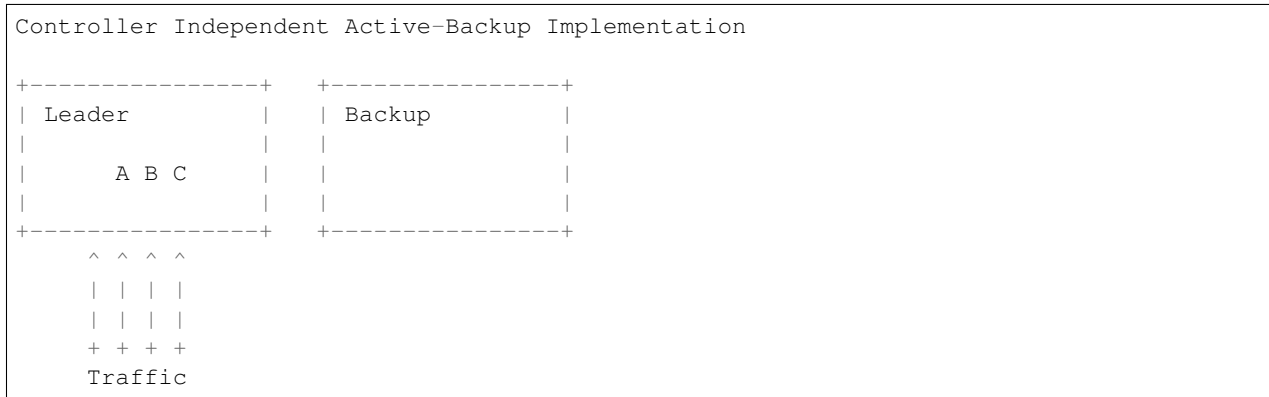 Controller Independent Active-Backup Implementation
+----------------+   +----------------+
| Leader         |   | Backup         |
|                |   |                |
|      A B C     |   |                |
|                |   |                |
+----------------+   +----------------+
     ^ ^ ^ ^
     | | | |
     | | | |
     + + + +
     Traffic